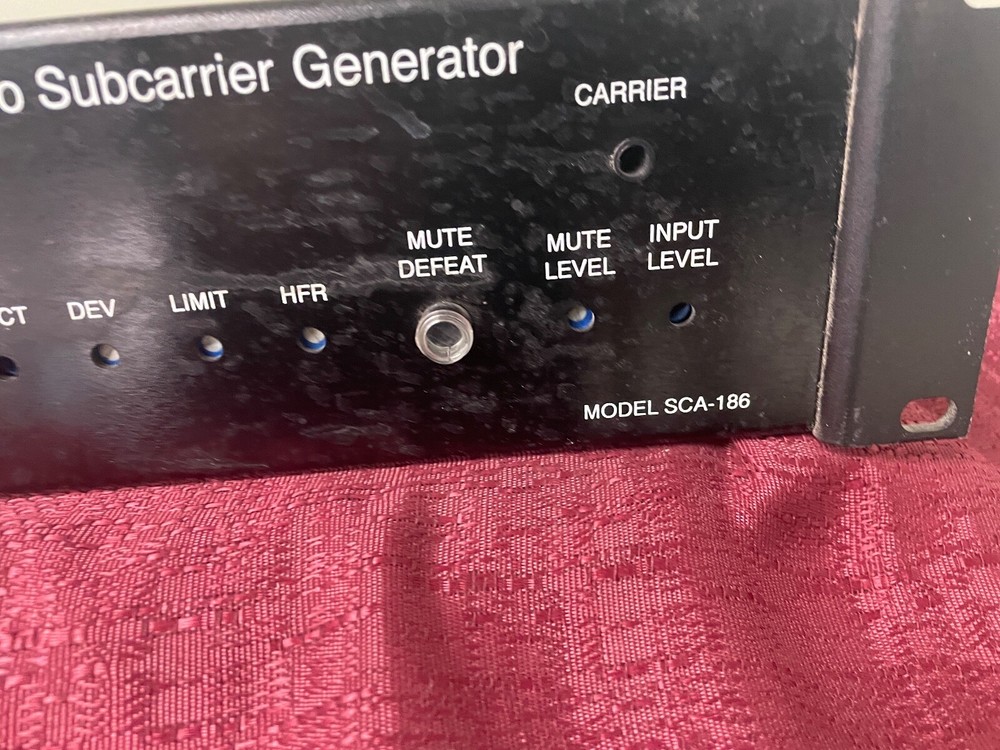 o Subcarrier Generator
CARRIER
MUTE
DEFEAT
MUTE
LEVEL
INPUT
LEVEL
CT
DEV
LIMIT
HFR
MODEL SCA-186